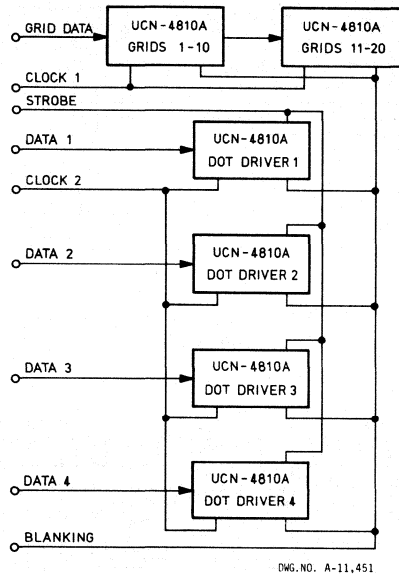 GRID DATA
UCN-4810A
GRIDS 1-10
UCN-4810A
GRIDS 11-20
CLOCK 1
STROBE
DATA 1
UCN-4810A
DOT DRIVER 1
CLOCK 2
DATA 2
UCN-4810A
DOT DRIVER 2
DATA 3
UCN-4810A
DOT DRIVER 3
DATA 4
UCN-4810A
DOT DRIVER 4
BLANKING
DWG.NO. A-11,451